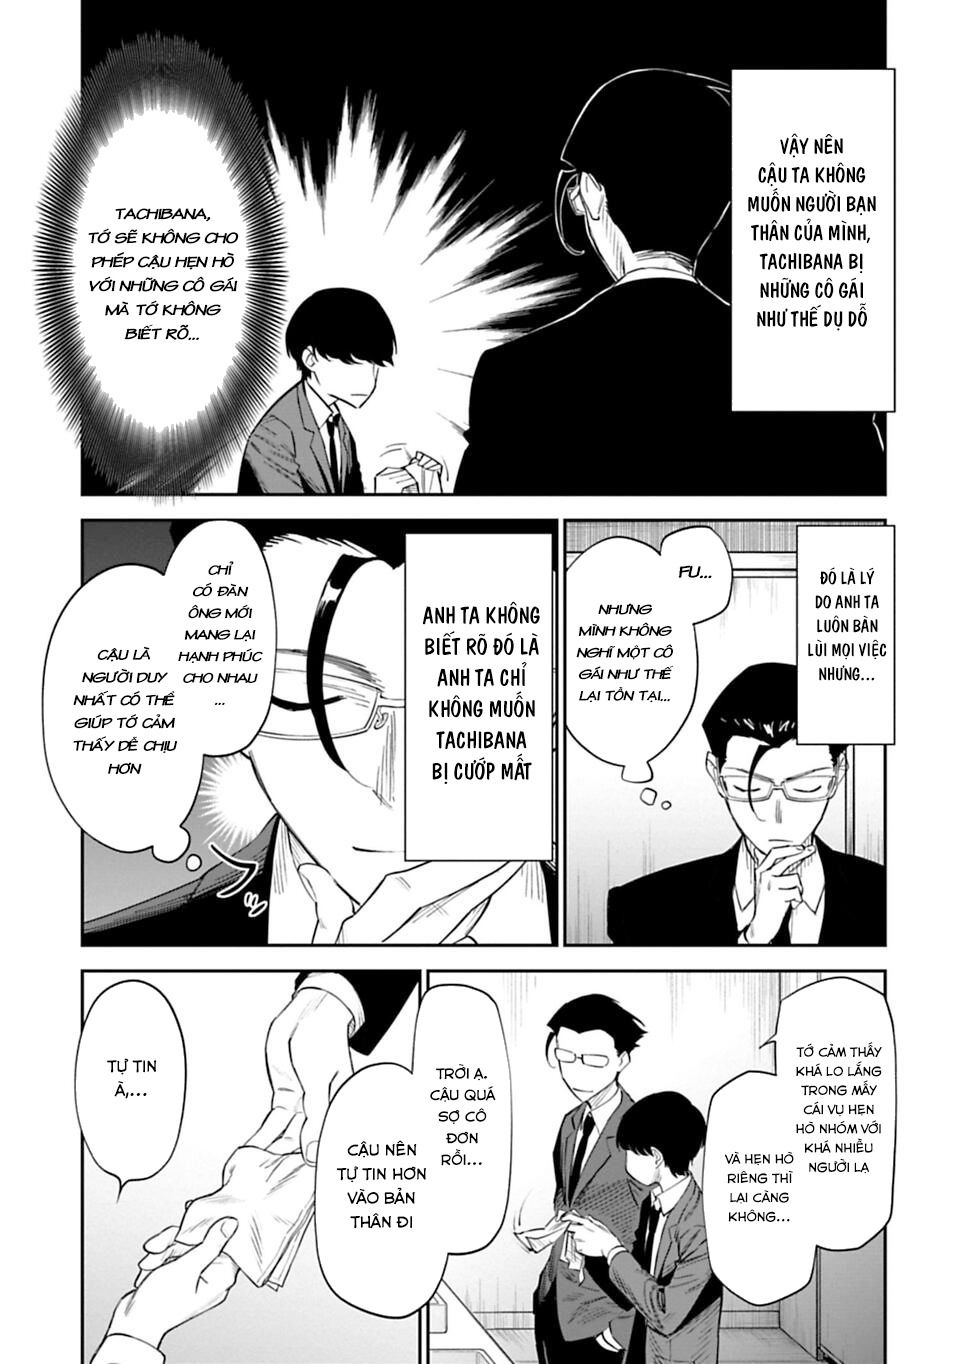 VẬY NÊN
CẬU TA KHÔNG
MUỐN NGƯỜI BẠN
THÂN CỦA MÌNH,
TACHIBANA BỊ
NHỮNG CÔ GÁI
NHƯ THẾ DỤ DỖ
TACHIBANA,
TỚ SẼ KHÔNG CHO
PHÉP CẬU HẸN HÒ
VỚI NHỮNG CÔ GÁI
MÀ TỚ KHÔNG
BIẾT RÕ...
ĐÓ LÀ LÝ
DO ANH TA
LUÔN BÀN
LÙI MỌI VIỆC
NHƯNG...
FU...
NHƯNG
MÌNH KHÔNG
NGHĨ MỘT CÔ
GÁI NHƯ THẾ
LẠI TỒN TẠI...
ANH TA KHÔNG
BIẾT RÕ ĐÓ LÀ
ANH TA CHỈ
KHÔNG MUỐN
TACHIBANA
BỊ CƯỚP MẤT
CHỈ
CÓ ĐÀN
ÔNG MỚI
MANG LẠI
HẠNH PHÚC
CHO NHAU
...
CẬU LÀ
NGƯỜI DUY
NHẤT CÓ THỂ
GIÚP TỚ CẢM
THẤY DỄ CHỊU
HƠN
TỚ CẢM THẤY
KHÁ LO LẮNG
TRONG MẤY
CÁI VỤ HẸN
HÒ NHÓM VỚI
KHÁ NHIỀU
NGƯỜI LẠ
VÀ HẸN HÒ
RIÊNG THÌ
LẠI CÀNG
KHÔNG...
TRỜI Ạ.
CẬU QUÁ
SỢ CÔ
ĐƠN
RỒI...
CẬU NÊN
TỰ TIN HƠN
VÀO BẢN
THÂN ĐI
TỰ TIN
À,...